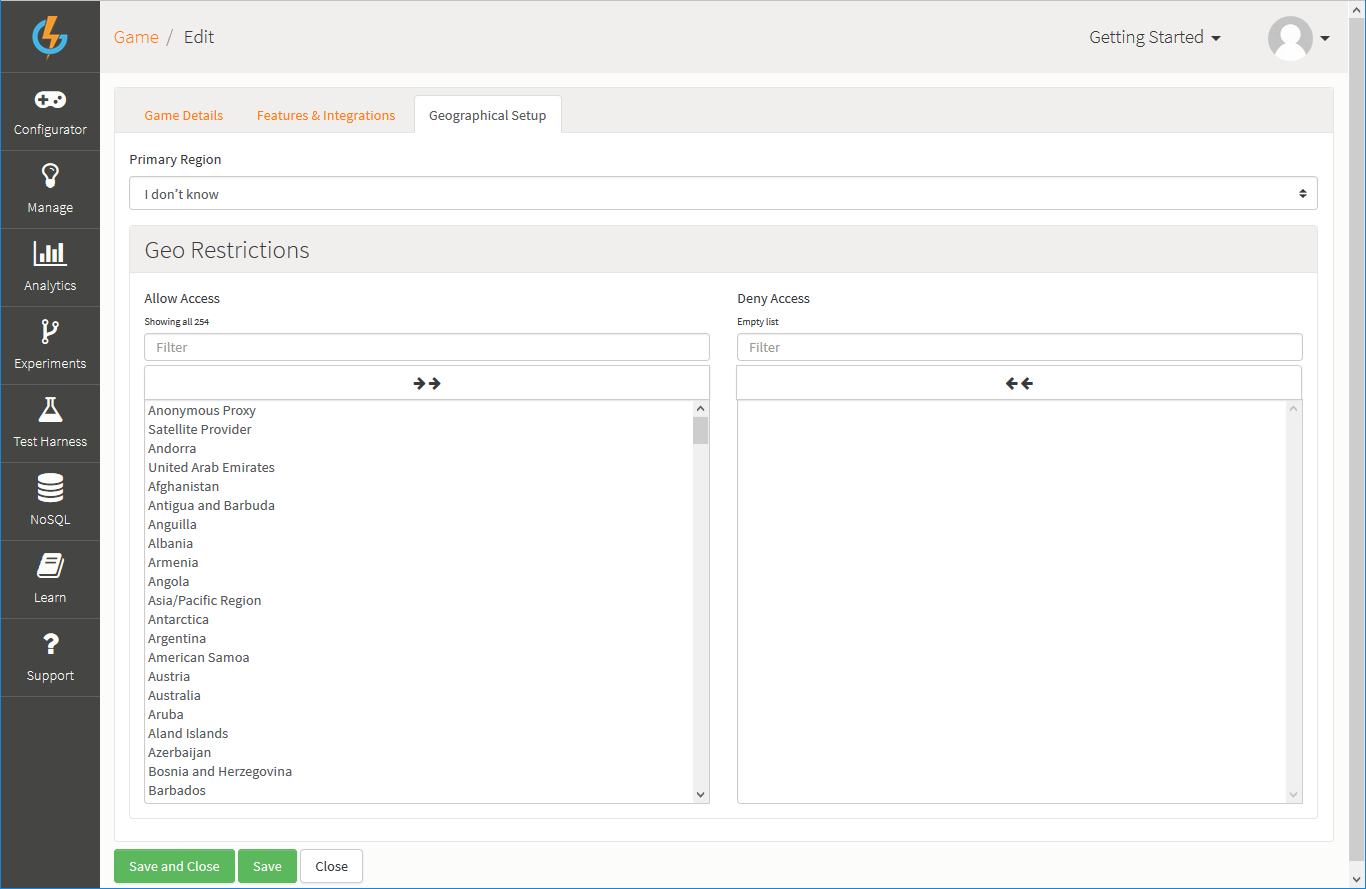 Game / Edit
Getting Started
Configurator
Manage
Analytics
Experiments
Test Harness
NoSQL
Learn
Support
Game Details
Features & Integrations
Geographical Setup
Primary Region
I don't know
Geo Restrictions
Allow Access
Showing all 254
Filter
Anonymous Proxy
Satellite Provider
Andorra
United Arab Emirates
Afghanistan
Antigua and Barbuda
Anguilla
Albania
Armenia
Angola
Asia/Pacific Region
Antarctica
Argentina
American Samoa
Austria
Australia
Aruba
Aland Islands
Azerbaijan
Bosnia and Herzegovina
Barbados
Deny Access
Empty list
Filter
Save and Close
Save
Close